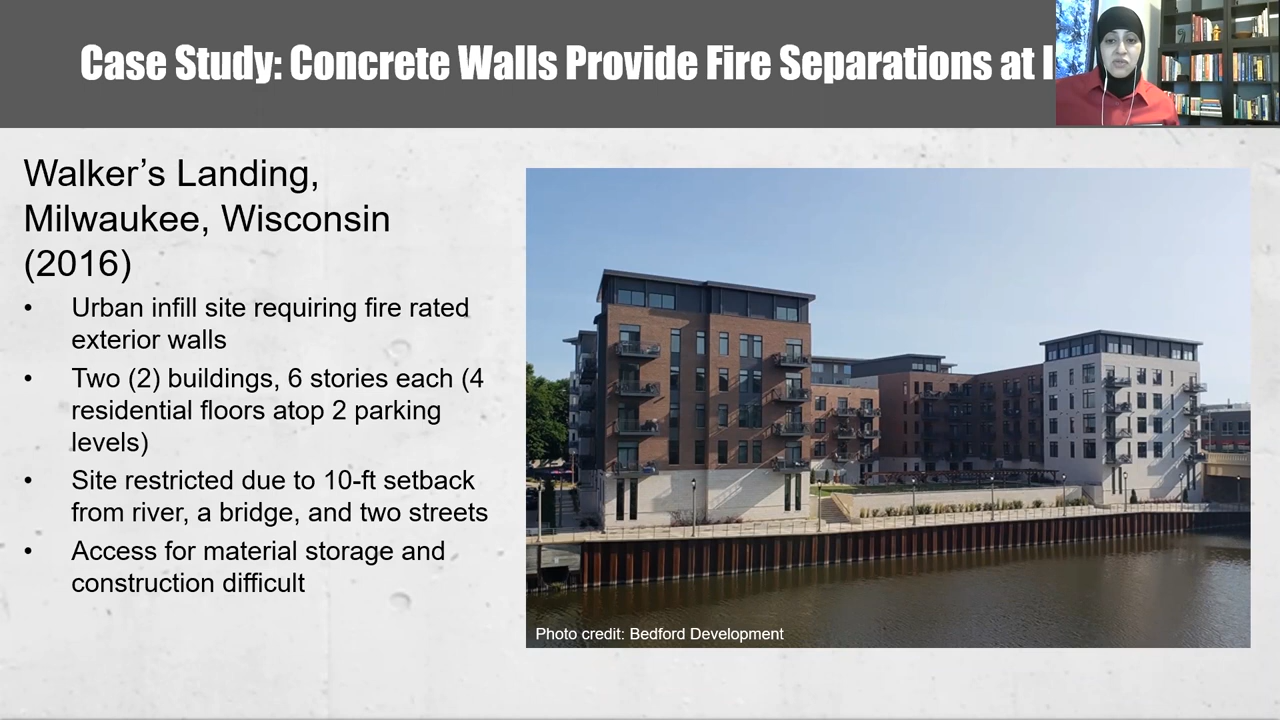 Case Study: Concrete Walls Provide Fire Separations at
Walker’s Landing,
Milwaukee, Wisconsin
(2016)
• Urban infill site requiring fire rated
exterior walls
• Two (2) buildings, 6 stories each (4
residential floors atop 2 parking
levels)
• Site restricted due to 10-ft setback
from river, a bridge, and two streets
• Access for material storage and
construction difficult
Photo credit: Bedford Development